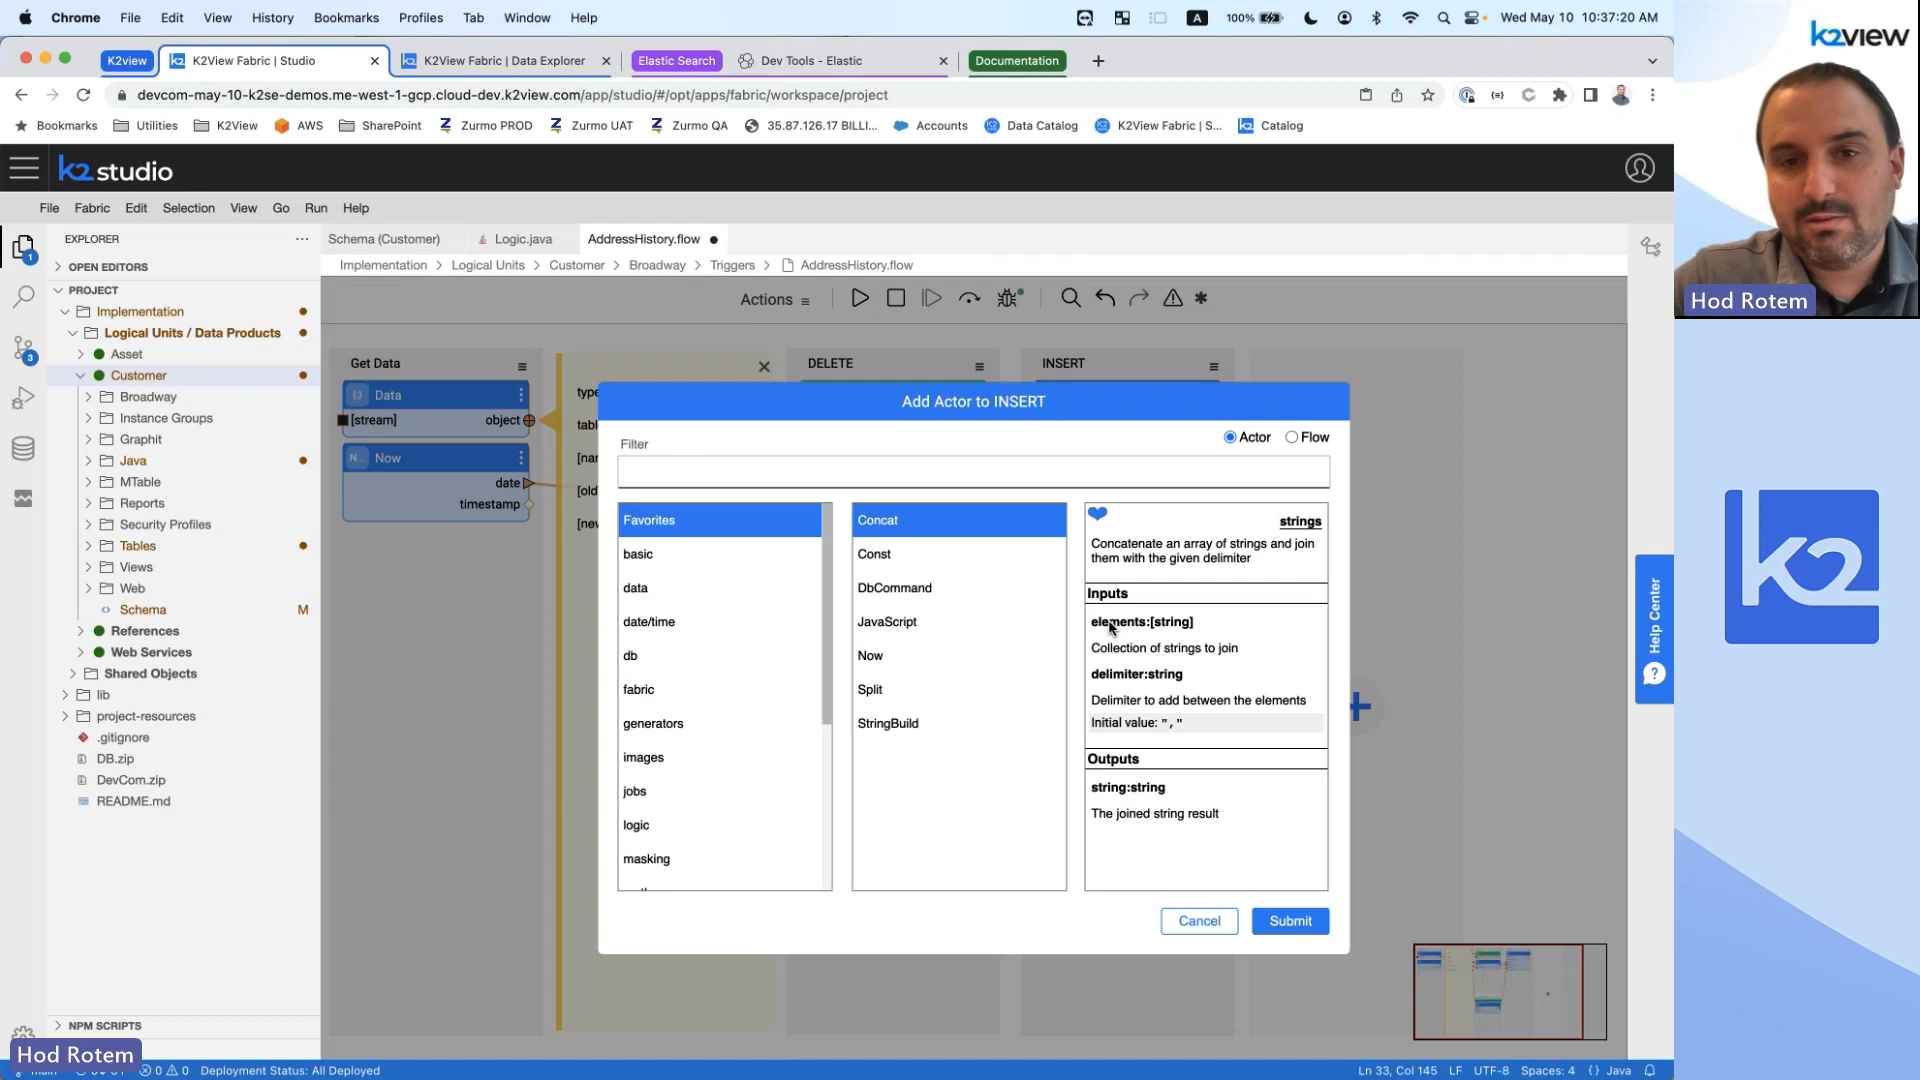 Chrome File Edit View History Bookmarks Profiles Tab Window Help
A 100% Wed May 10 10:37:20 AM
K2view K2View Fabric | Studio K2View Fabric | Data Explorer Elastic Search Dev Tools - Elastic Documentation
devcom-may-10-k2se-demos.me-west-1-gcp.cloud-dev.k2view.com/app/studio/#/opt/apps/fabric/workspace/project
Bookmarks Utilities K2View AWS SharePoint Zurmo PROD Zurmo UAT Zurmo QA 35.87.126.17 BILLI... Accounts Data Catalog K2View Fabric | S... Catalog
k2view
k2studio
File Fabric Edit Selection View Go Run Help
EXPLORER
Schema (Customer) Logic.java AddressHistory.flow
Implementation > Logical Units > Customer > Broadway > Triggers > AddressHistory.flow
1
3
OPEN EDITORS
PROJECT
Implementation
Logical Units / Data Products
Asset
Customer
Broadway
Instance Groups
Graphit
Java
MTable
Reports
Security Profiles
Tables
Views
Web
Schema M
References
Web Services
Shared Objects
lib
project-resources
.gitignore
DB.zip
DevCom.zip
README.md
NPM SCRIPTS
Actions
Get Data
Data
[stream] object
N... Now
date
timestamp
DELETE
INSERT
Add Actor to INSERT
Filter
Actor Flow
Favorites
basic
data
date/time
db
fabric
generators
images
jobs
logic
masking
Concat
Const
DbCommand
JavaScript
Now
Split
StringBuild
strings
Concatenate an array of strings and join
them with the given delimiter
Inputs
elements:[string]
Collection of strings to join
delimiter:string
Delimiter to add between the elements
Initial value: ","
Outputs
string:string
The joined string result
Cancel Submit
Help Center
Hod Rotem
K2
Hod Rotem
0 0 Deployment Status: All Deployed
Ln 33, Col 145 LF UTF-8 Spaces: 4 {} Java